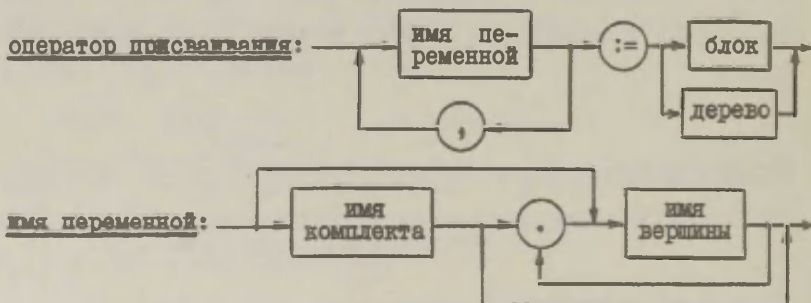 оператор присваивания:
имя пе-
ременной
:=
блок
,
дерево
имя переменной:
имя
комплекта
.
имя
вершины